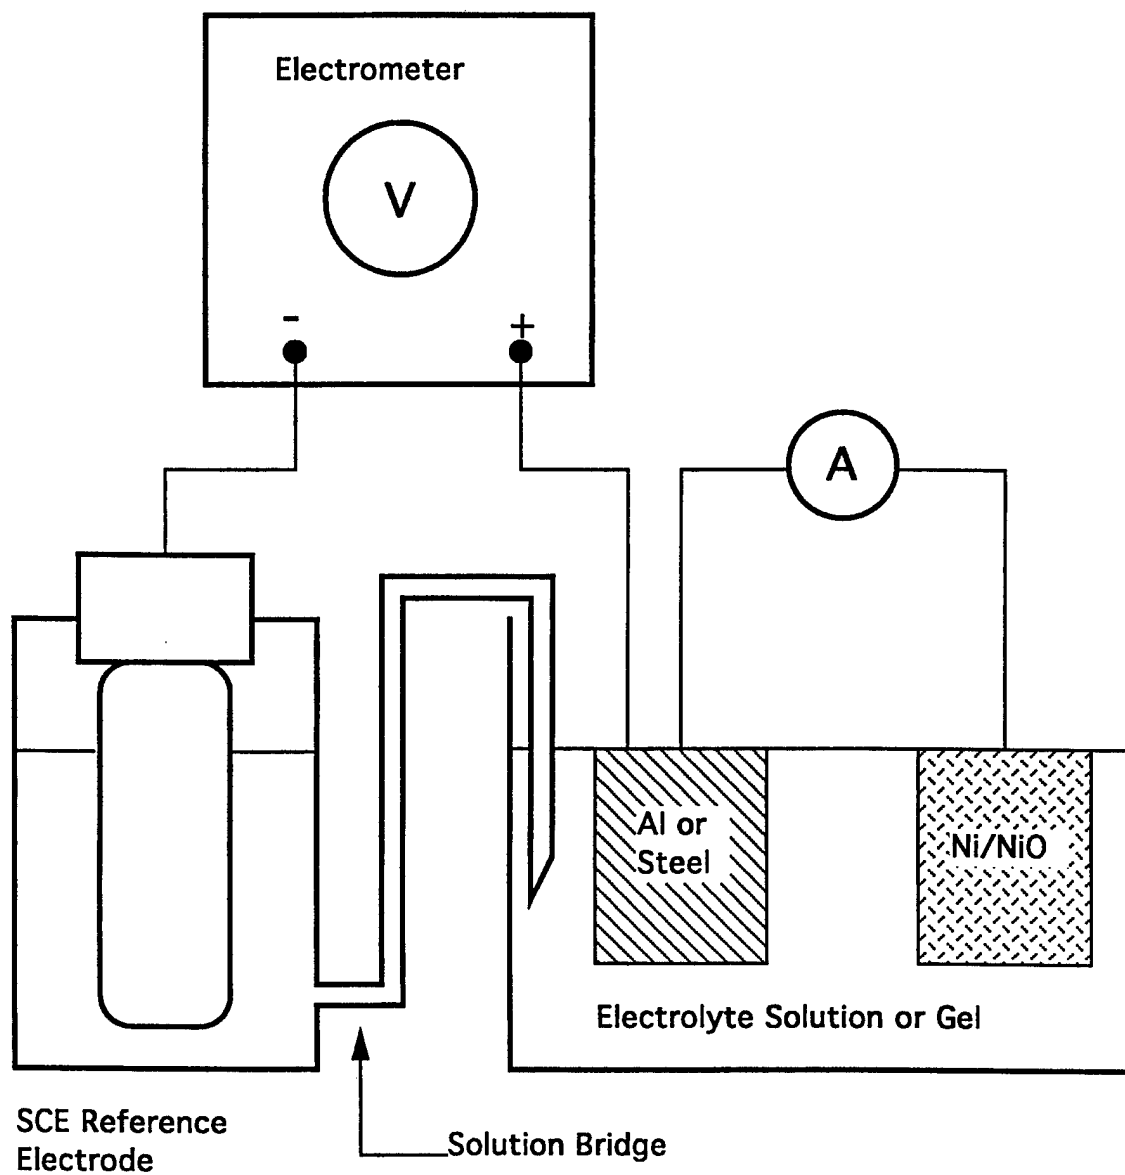 Electrometer
V
-
+
A
Al or
Steel
Ni/NiO
Electrolyte Solution or Gel
SCE Reference
Electrode
Solution Bridge